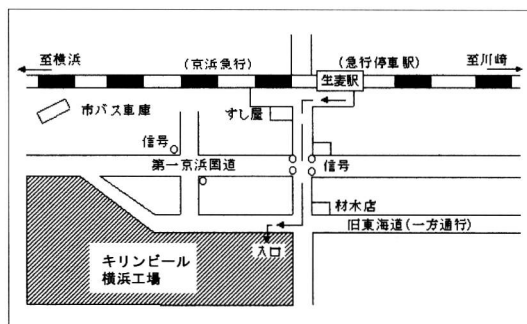 至横浜
(京浜急行)
(急行停車駅)
至川崎
生麦駅
市バス車庫
すし屋
信号
第一京浜国道
信号
材木店
旧東海道(一方通行)
入口
キリンビール
横浜工場